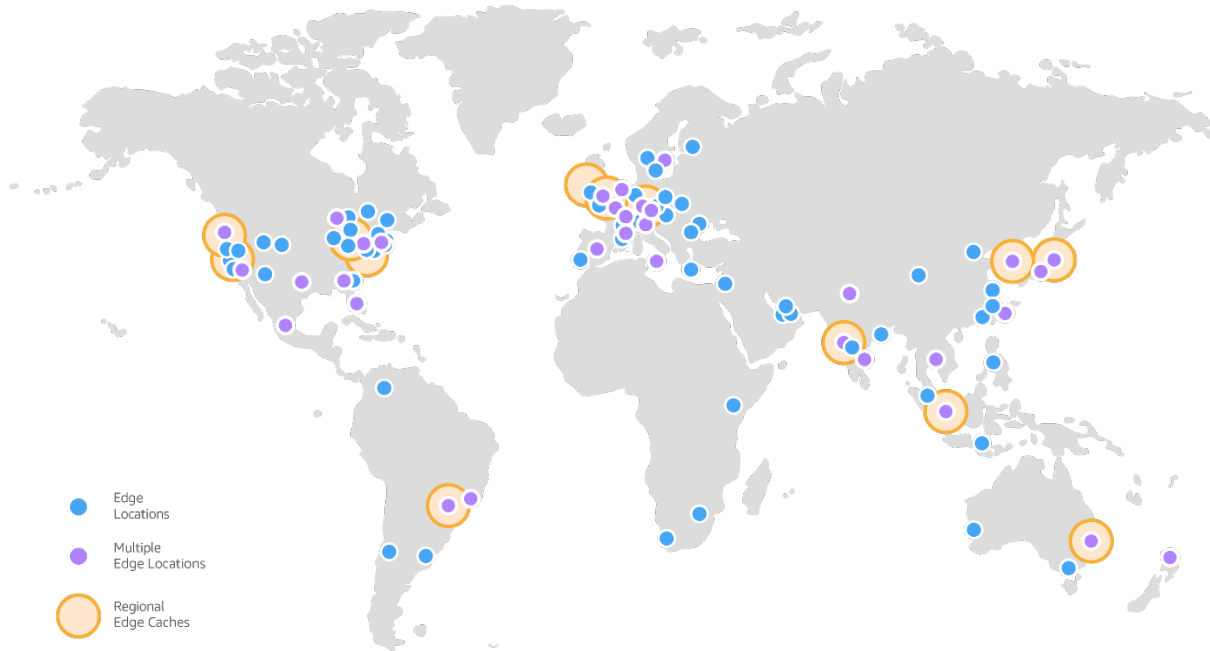 Edge
Locations
Multiple
Edge Locations
Regional
Edge Caches